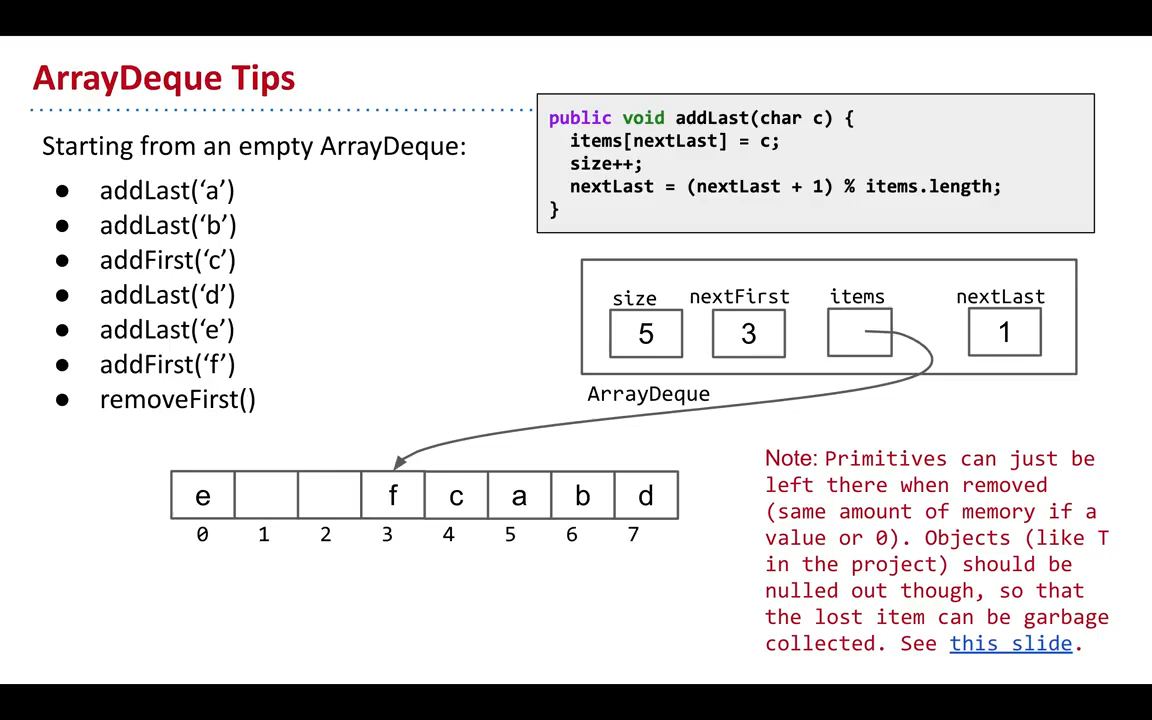 ArrayDeque Tips
Starting from an empty ArrayDeque:
● addLast(‘a’)
● addLast(‘b’)
● addFirst(‘c’)
● addLast(‘d’)
● addLast(‘e’)
● addFirst(‘f’)
● removeFirst()
public void addLast(char c) {
items[nextLast] = c;
size++;
nextLast = (nextLast + 1) % items.length;
}
size nextFirst items nextLast
5 3 1
ArrayDeque
e f c a b d
0 1 2 3 4 5 6 7
Note: Primitives can just be
left there when removed
(same amount of memory if a
value or 0). Objects (like T
in the project) should be
nulled out though, so that
the lost item can be garbage
collected. See this slide.